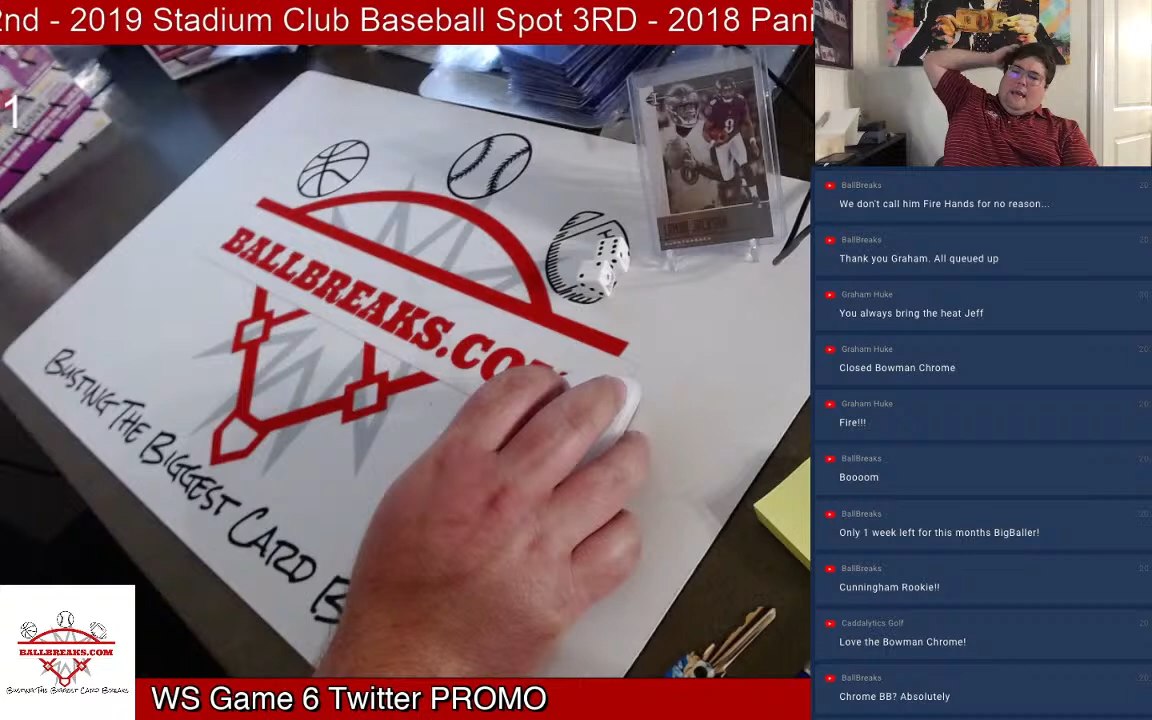 2nd - 2019 Stadium Club Baseball Spot 3RD - 2018 Pani
1
BALLBREAKS.CO
BUSTING THE BIGGEST CARD B
BallBreaks
We don't call him Fire Hands for no reason...
BallBreaks
Thank you Graham. All queued up
Graham Huke
You always bring the heat Jeff
Graham Huke
Closed Bowman Chrome
Graham Huke
Fire!!!
BallBreaks
Boooom
BallBreaks
Only 1 week left for this months BigBaller!
BallBreaks
Cunningham Rookie!!
Caddalytics Golf
Love the Bowman Chrome!
BallBreaks
Chrome BB? Absolutely
BALLBREAKS.COM
BUSTING THE BIGGEST CARD BREAKS
WS Game 6 Twitter PROMO